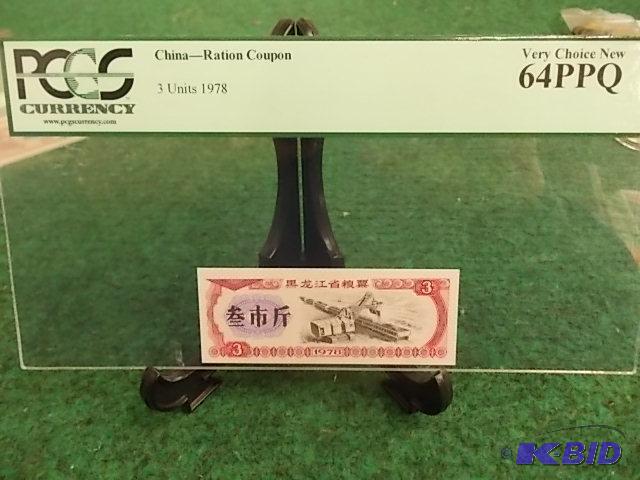 PCGS
CURRENCY
www.pcgscurrency.com
China—Ration Coupon
3 Units 1978
Very Choice New
64PPQ
黑龙江省粮票
3
叁市斤
3
1978
© K-BID